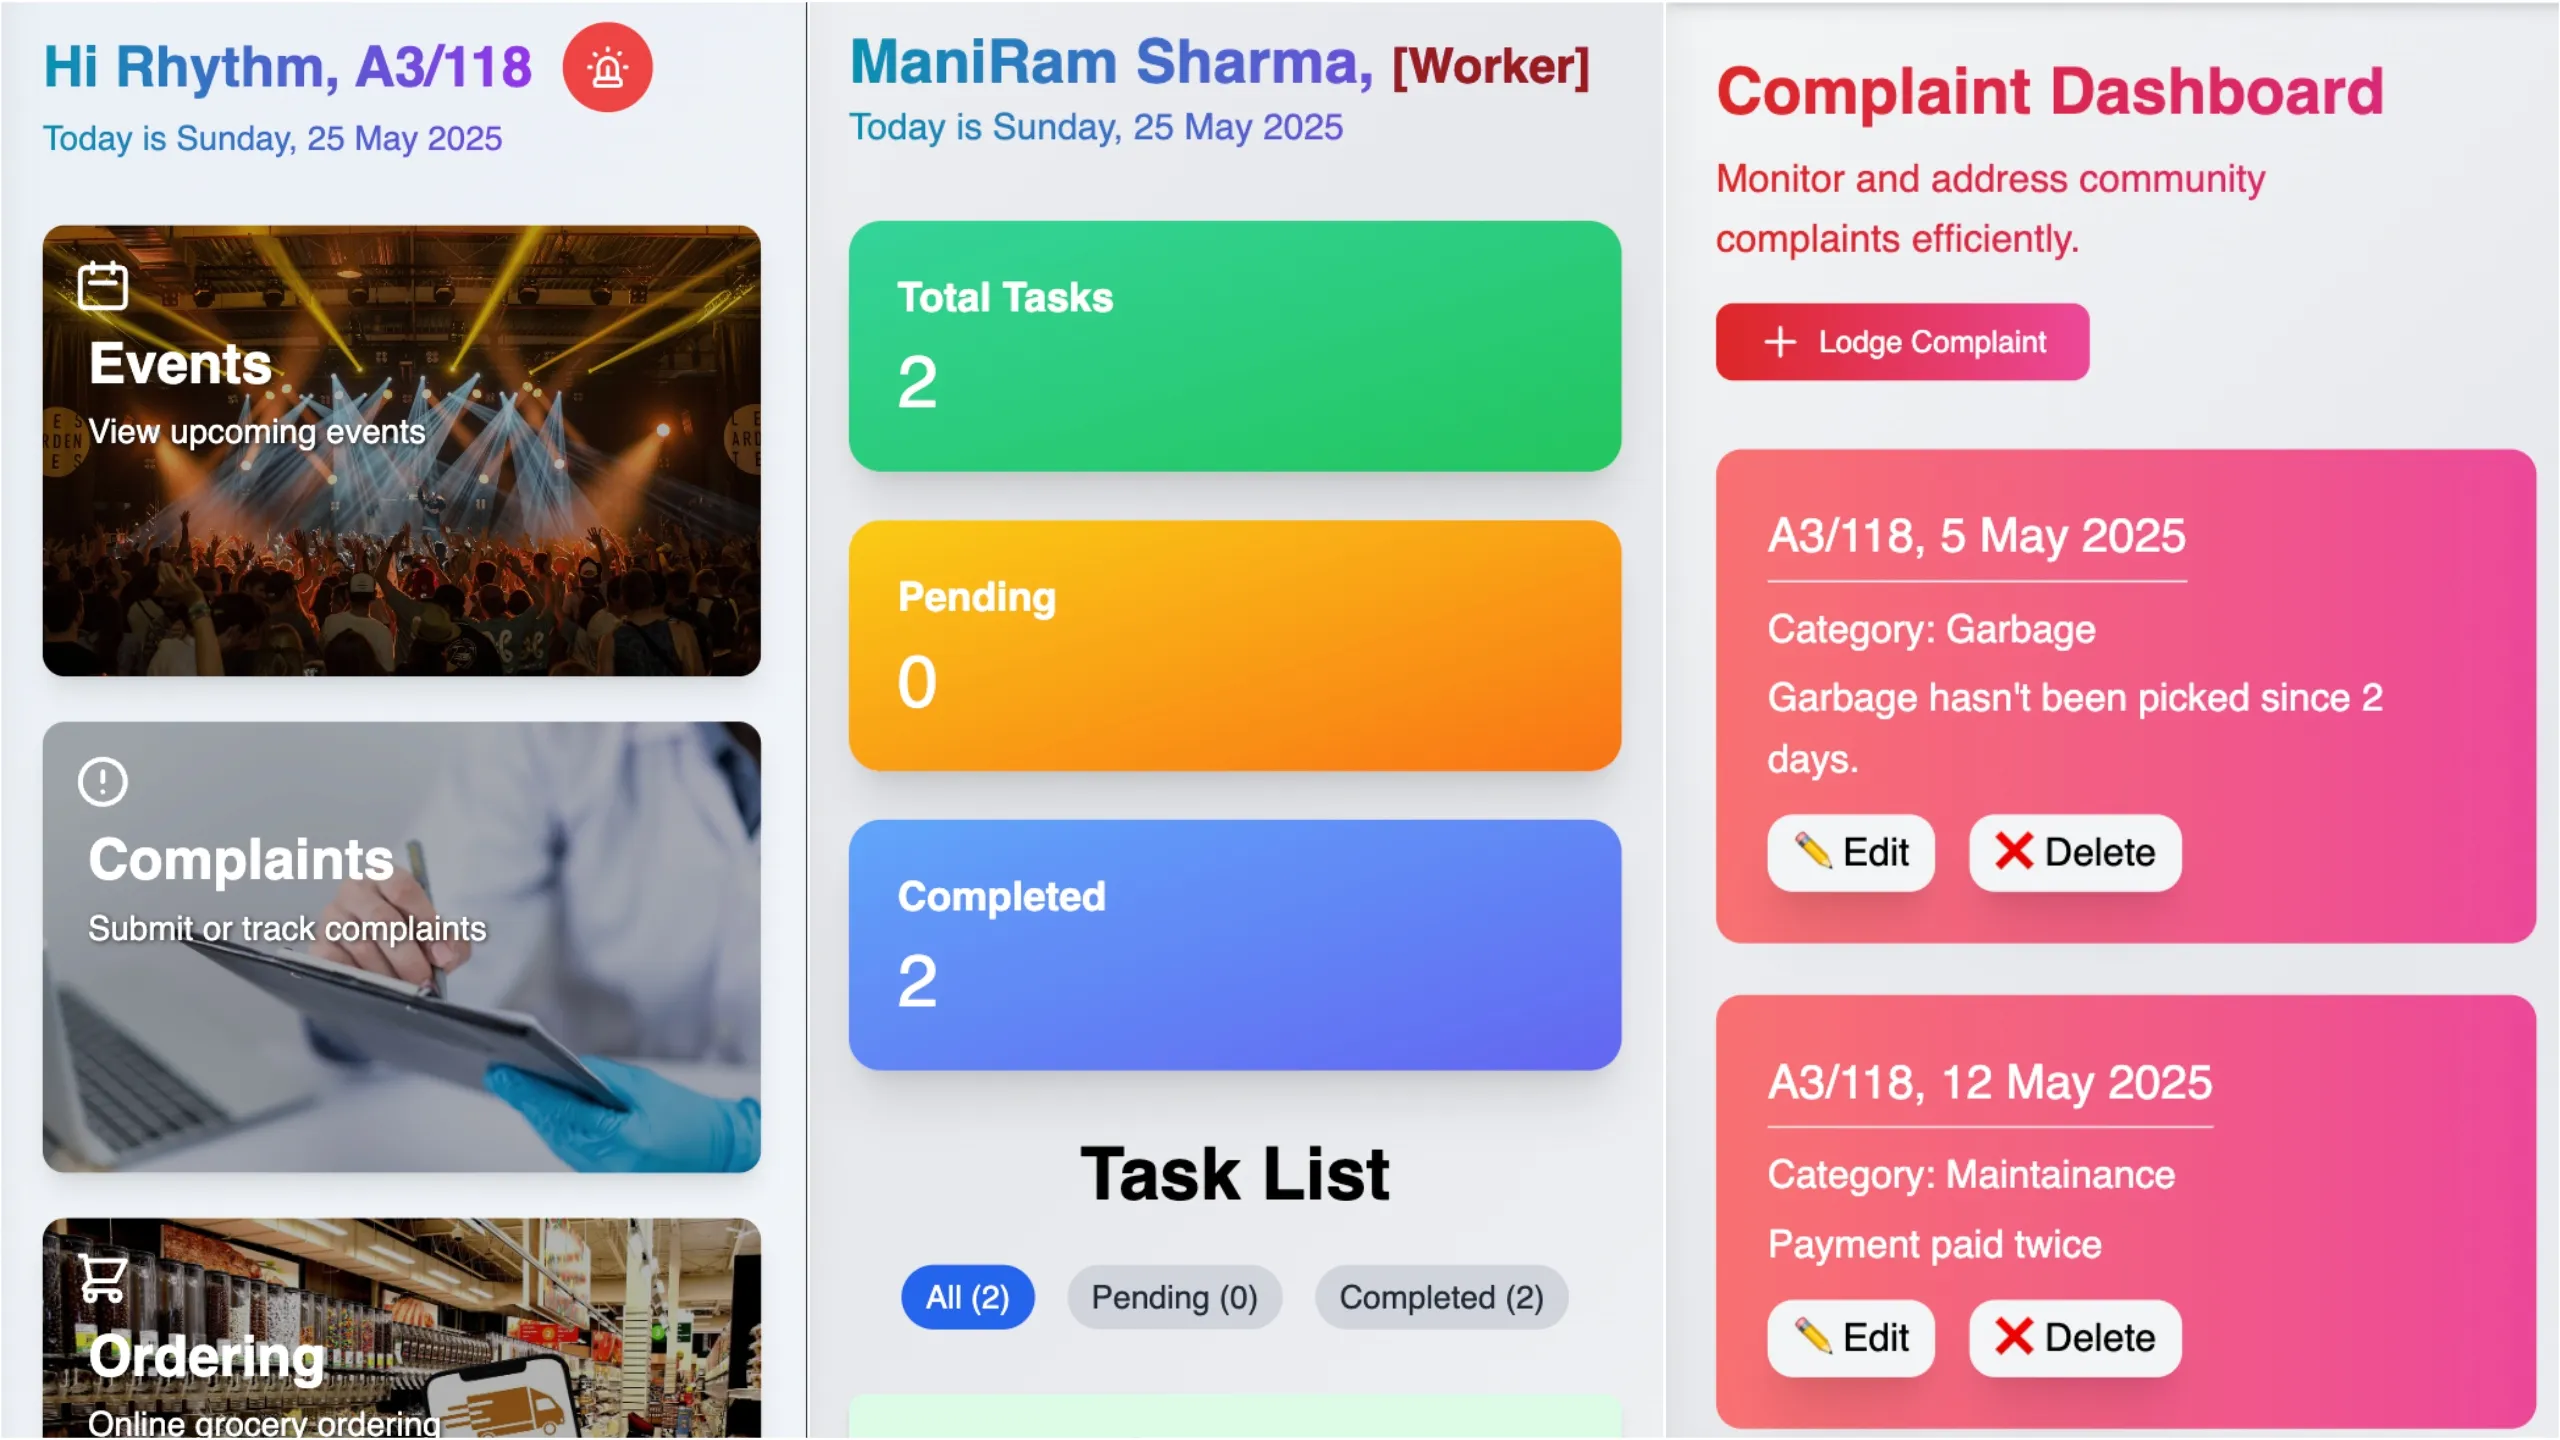 Hi Rhythm, A3/118
Today is Sunday, 25 May 2025
Events
View upcoming events
Complaints
Submit or track complaints
Ordering
Online grocery ordering
ManiRam Sharma, [Worker]
Today is Sunday, 25 May 2025
Total Tasks
2
Pending
0
Completed
2
Task List
All (2)
Pending (0)
Completed (2)
Complaint Dashboard
Monitor and address community
complaints efficiently.
+ Lodge Complaint
A3/118, 5 May 2025
Category: Garbage
Garbage hasn't been picked since 2
days.
✏️ Edit
❌ Delete
A3/118, 12 May 2025
Category: Maintainance
Payment paid twice
✏️ Edit
❌ Delete